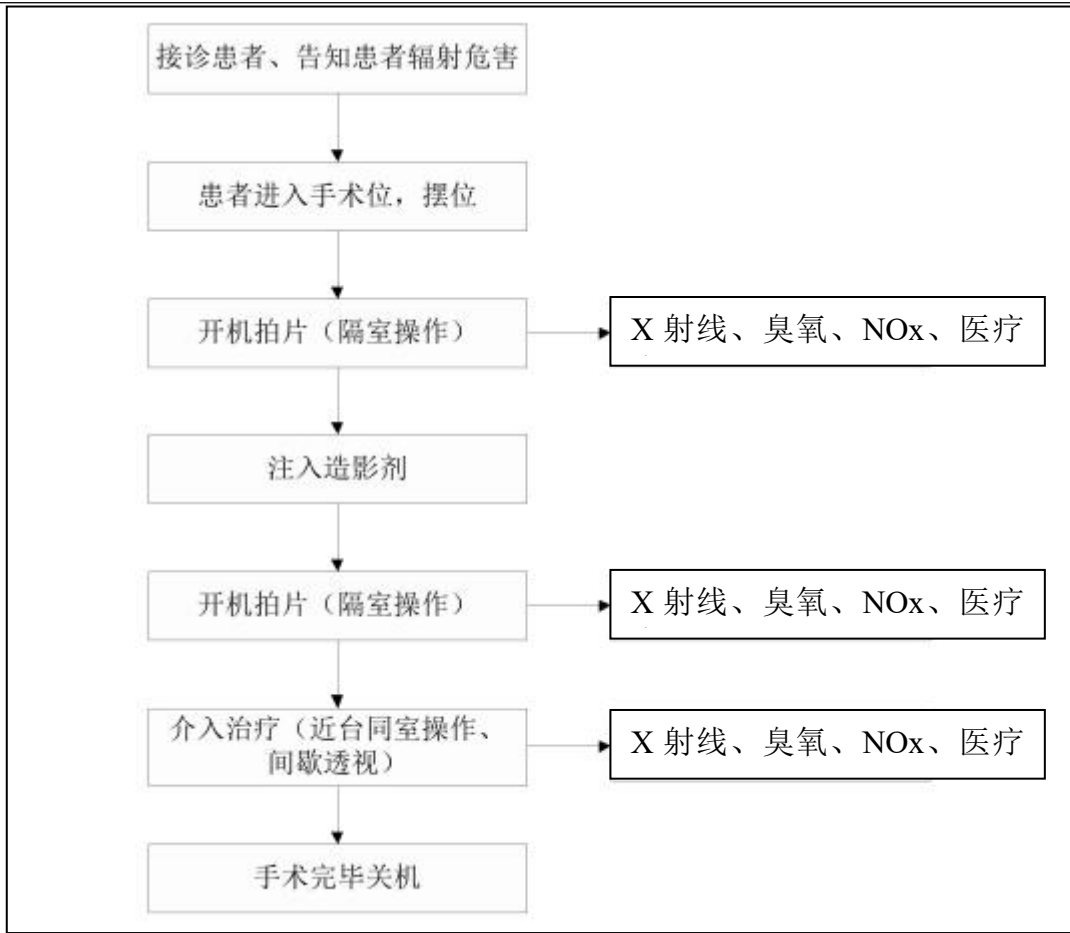 接诊患者、告知患者辐射危害
患者进入手术位，摆位
开机拍片（隔室操作）
X 射线、臭氧、NOx、医疗
注入造影剂
开机拍片（隔室操作）
X 射线、臭氧、NOx、医疗
介入治疗（近台同室操作、
间歇透视）
X 射线、臭氧、NOx、医疗
手术完毕关机